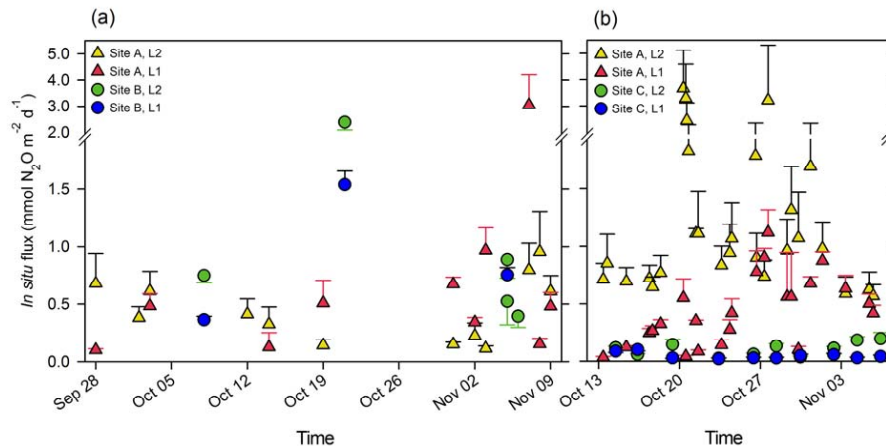 (a)
(b)
Site A, L2
Site A, L1
Site B, L2
Site B, L1
Site A, L2
Site A, L1
Site C, L2
Site C, L1
In situ flux (mmol N₂O m⁻² d⁻¹)
5.0
4.0
3.0
2.0
1.5
1.0
0.5
0.0
Sep 28
Oct 05
Oct 12
Oct 19
Oct 26
Nov 02
Nov 09
Oct 13
Oct 20
Oct 27
Nov 03
Time
Time